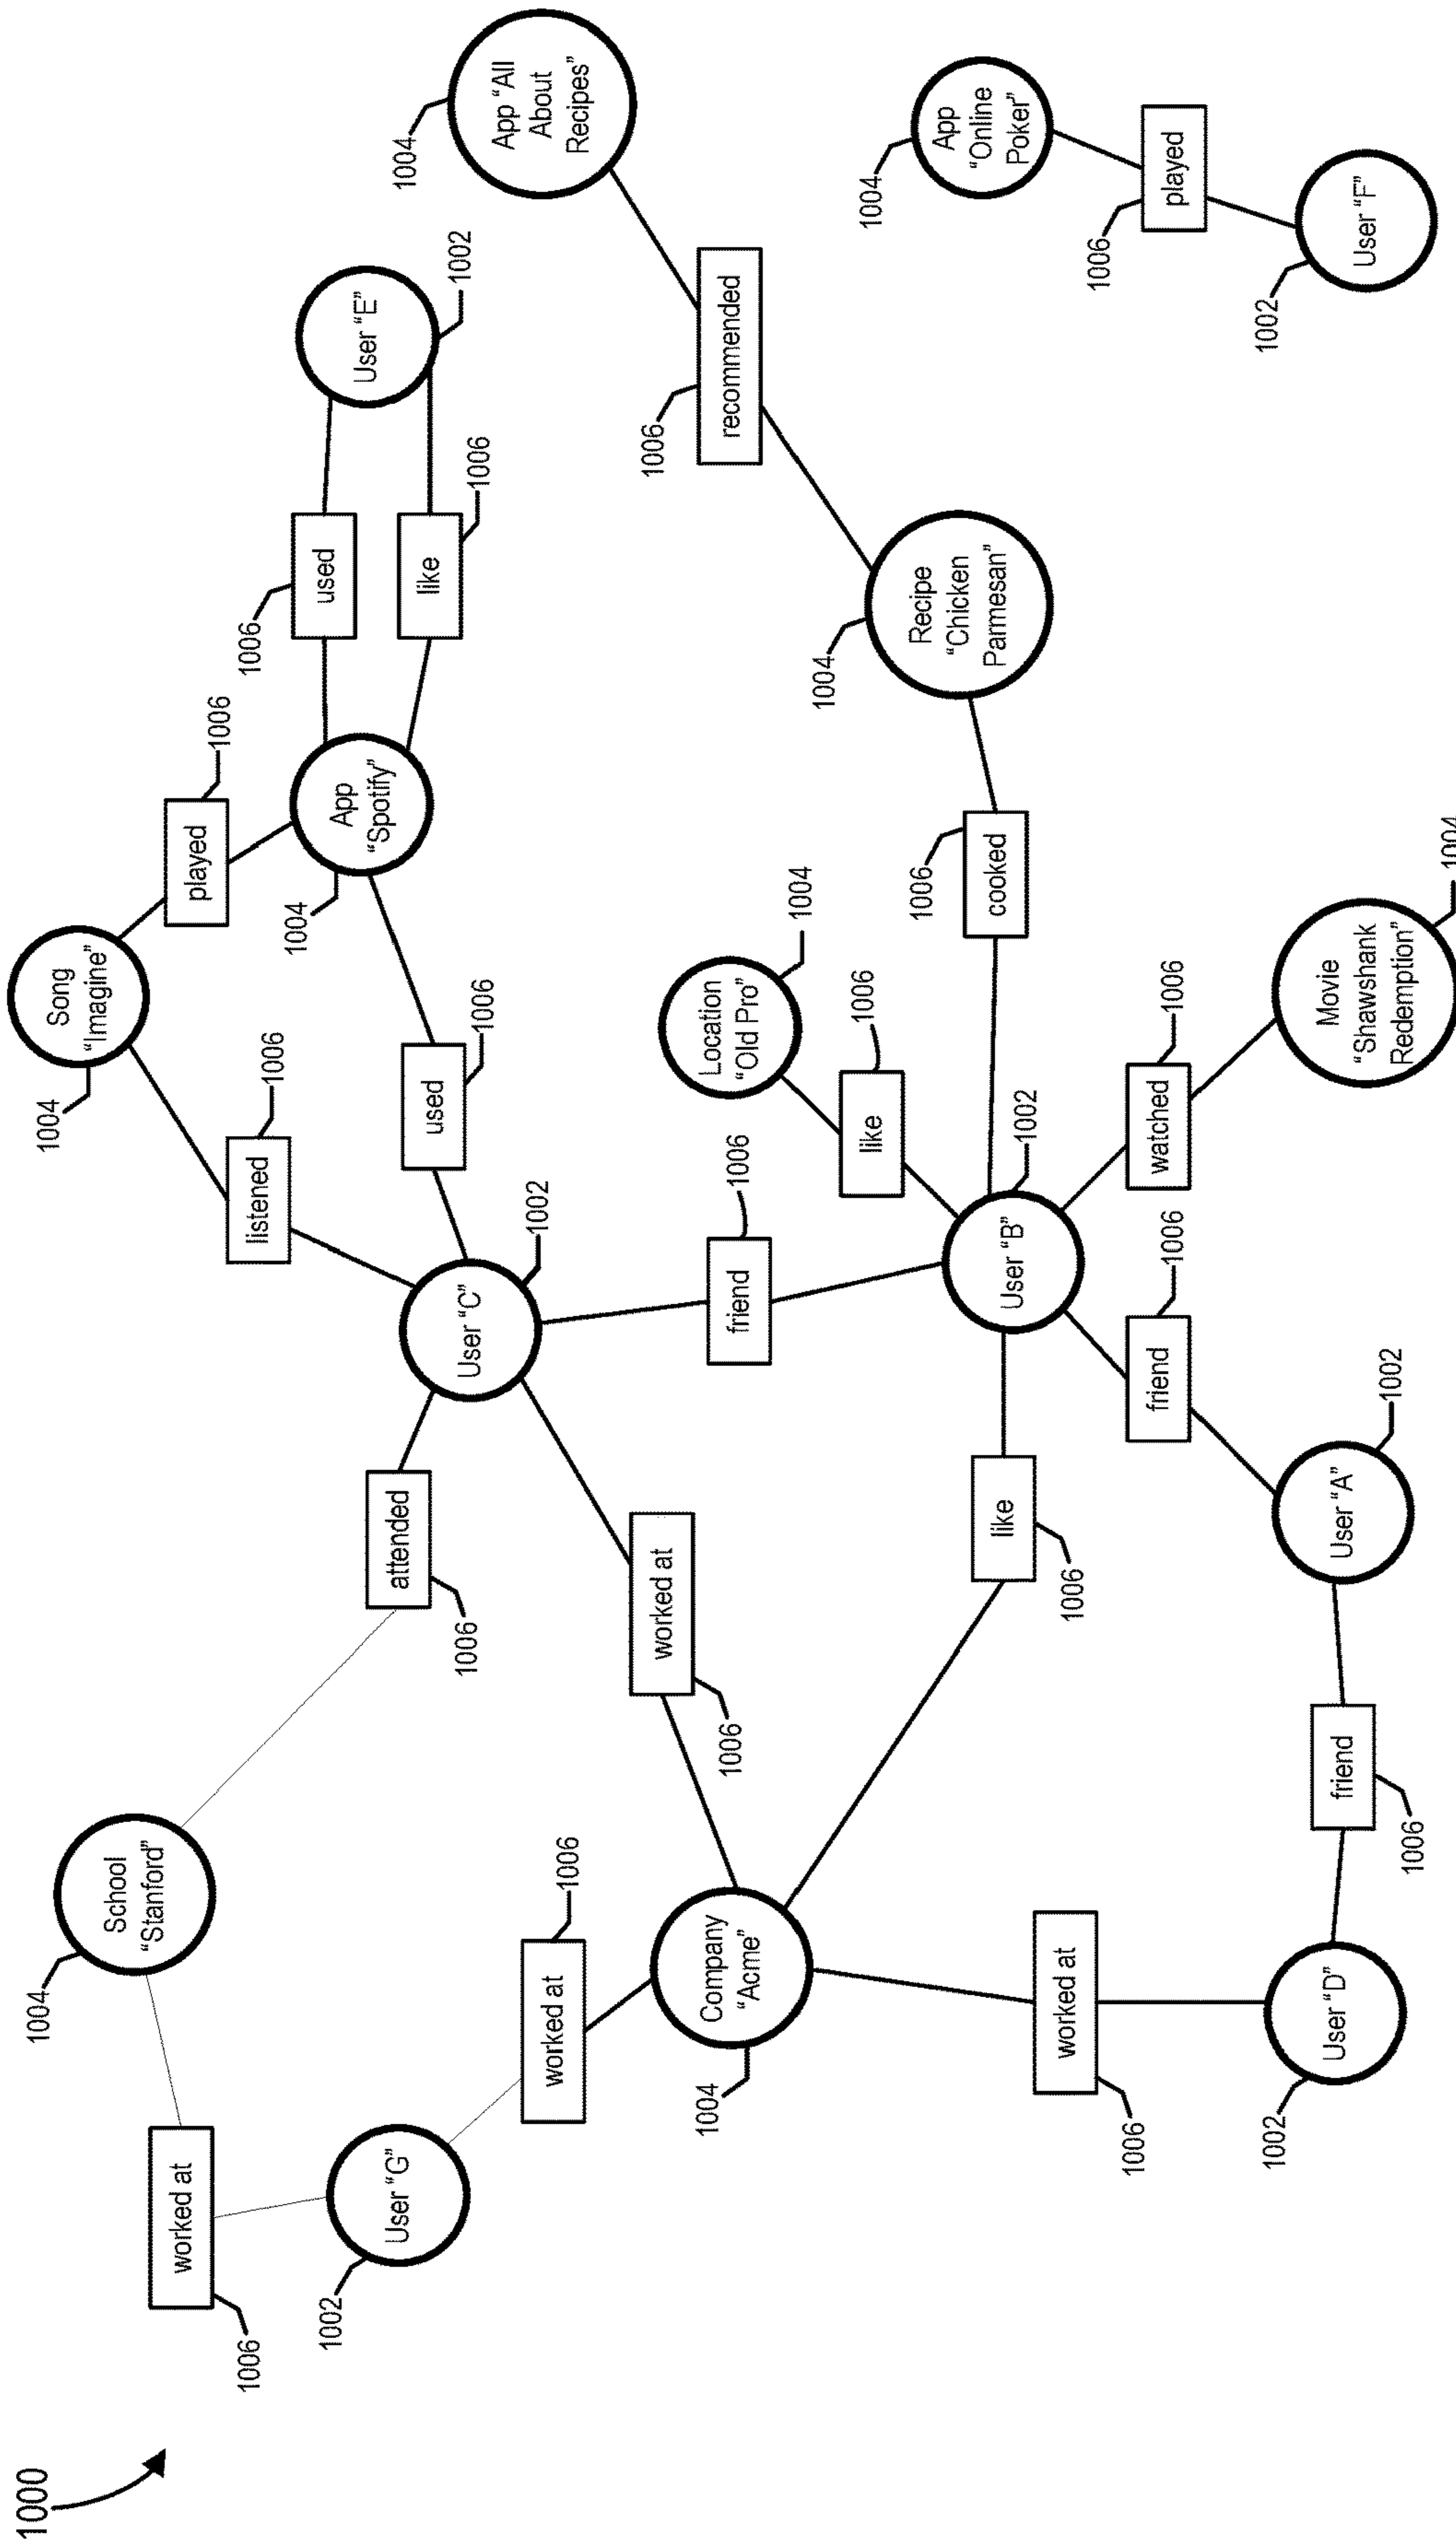 1000
1006
worked at
1004
School
“Stanford”
1002
User “G”
1006
attended
1006
worked at
1006
1004
Company
“Acme”
worked at
1006
User “C”
1002
listened
1006
1004
Song
“Imagine”
played
1006
used
1006
1004
App
“Spotify”
1006
used
like
1006
User “E”
1002
friend
1006
1006
worked at
1002
User “D”
friend
1006
User “A”
1002
like
1006
friend
1006
User “B”
1002
like
1006
Location
“Old Pro”
1004
watched
1006
Movie
“Shawshank
Redemption”
1004
1006
cooked
1004
Recipe
“Chicken
Parmesan”
1006
recommended
1004
App “All
About
Recipes”
1004
App
“Online
Poker”
1006
played
1002
User “F”